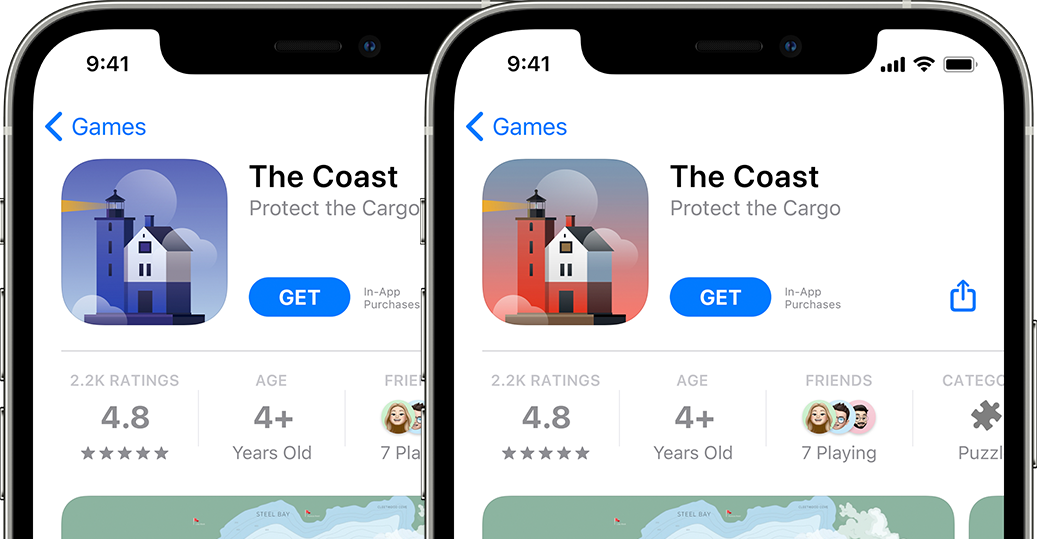 9:41
Games
The Coast
Protect the Cargo
GET
In-App
Purchases
2.2K RATINGS
4.8
AGE
4+
Years Old
FRIE
7 Pla
STEEL BAY
9:41
Games
The Coast
Protect the Cargo
GET
In-App
Purchases
2.2K RATINGS
4.8
AGE
4+
Years Old
FRIENDS
7 Playing
CATEGO
Puzzl
STEEL BAY